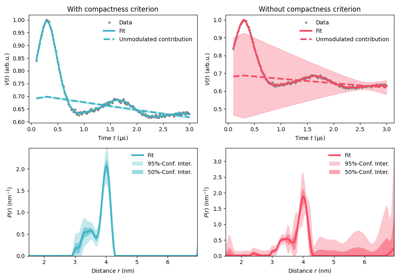 With compactness criterion
1.00
0.95
0.90
0.85
0.80
0.75
0.70
0.65
0.60
V(t) (arb.u.)
Data
Fit
Unmodulated contribution
0.0 0.5 1.0 1.5 2.0 2.5 3.0
Time t (μs)
Without compactness criterion
1.0
0.9
0.8
0.7
0.6
0.5
V(t) (arb.u.)
Data
Fit
Unmodulated contribution
0.0 0.5 1.0 1.5 2.0 2.5 3.0
Time t (μs)
2.5
2.0
1.5
1.0
0.5
0.0
P(r) (nm⁻¹)
Fit
95%-Conf. Inter.
50%-Conf. Inter.
2 3 4 5 6
Distance r (nm)
3.0
2.5
2.0
1.5
1.0
0.5
0.0
P(r) (nm⁻¹)
Fit
95%-Conf. Inter.
50%-Conf. Inter.
2 3 4 5 6
Distance r (nm)